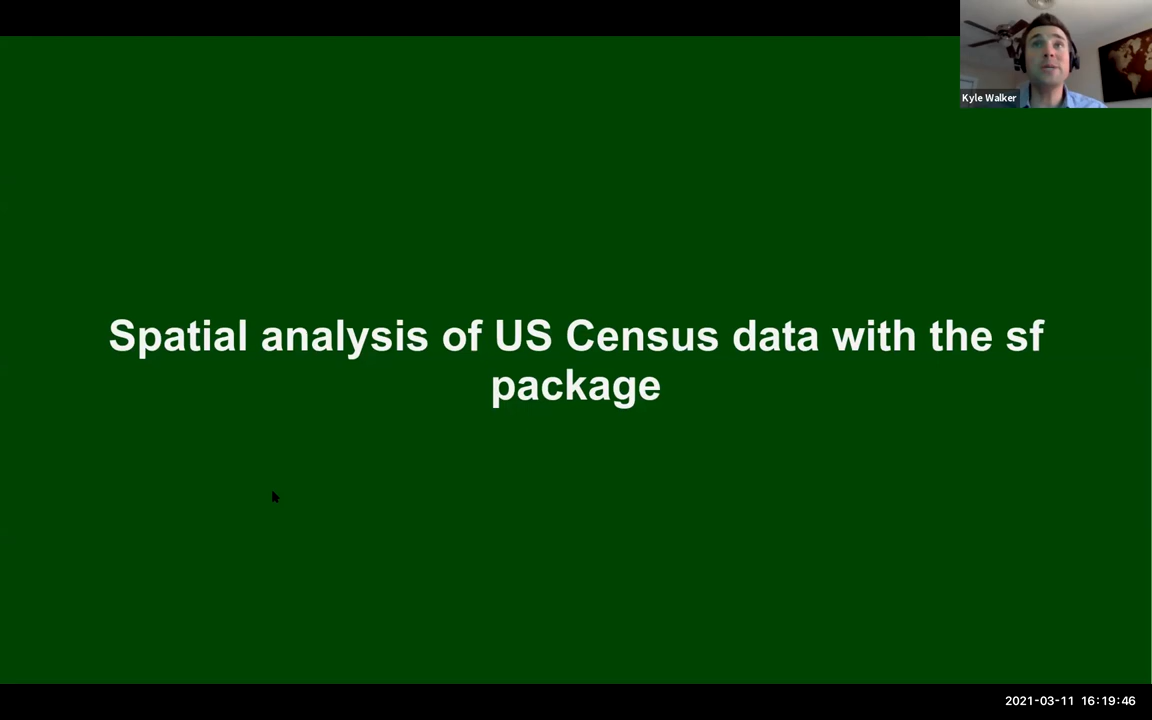 Kyle Walker
Spatial analysis of US Census data with the sf
package
2021-03-11 16:19:46